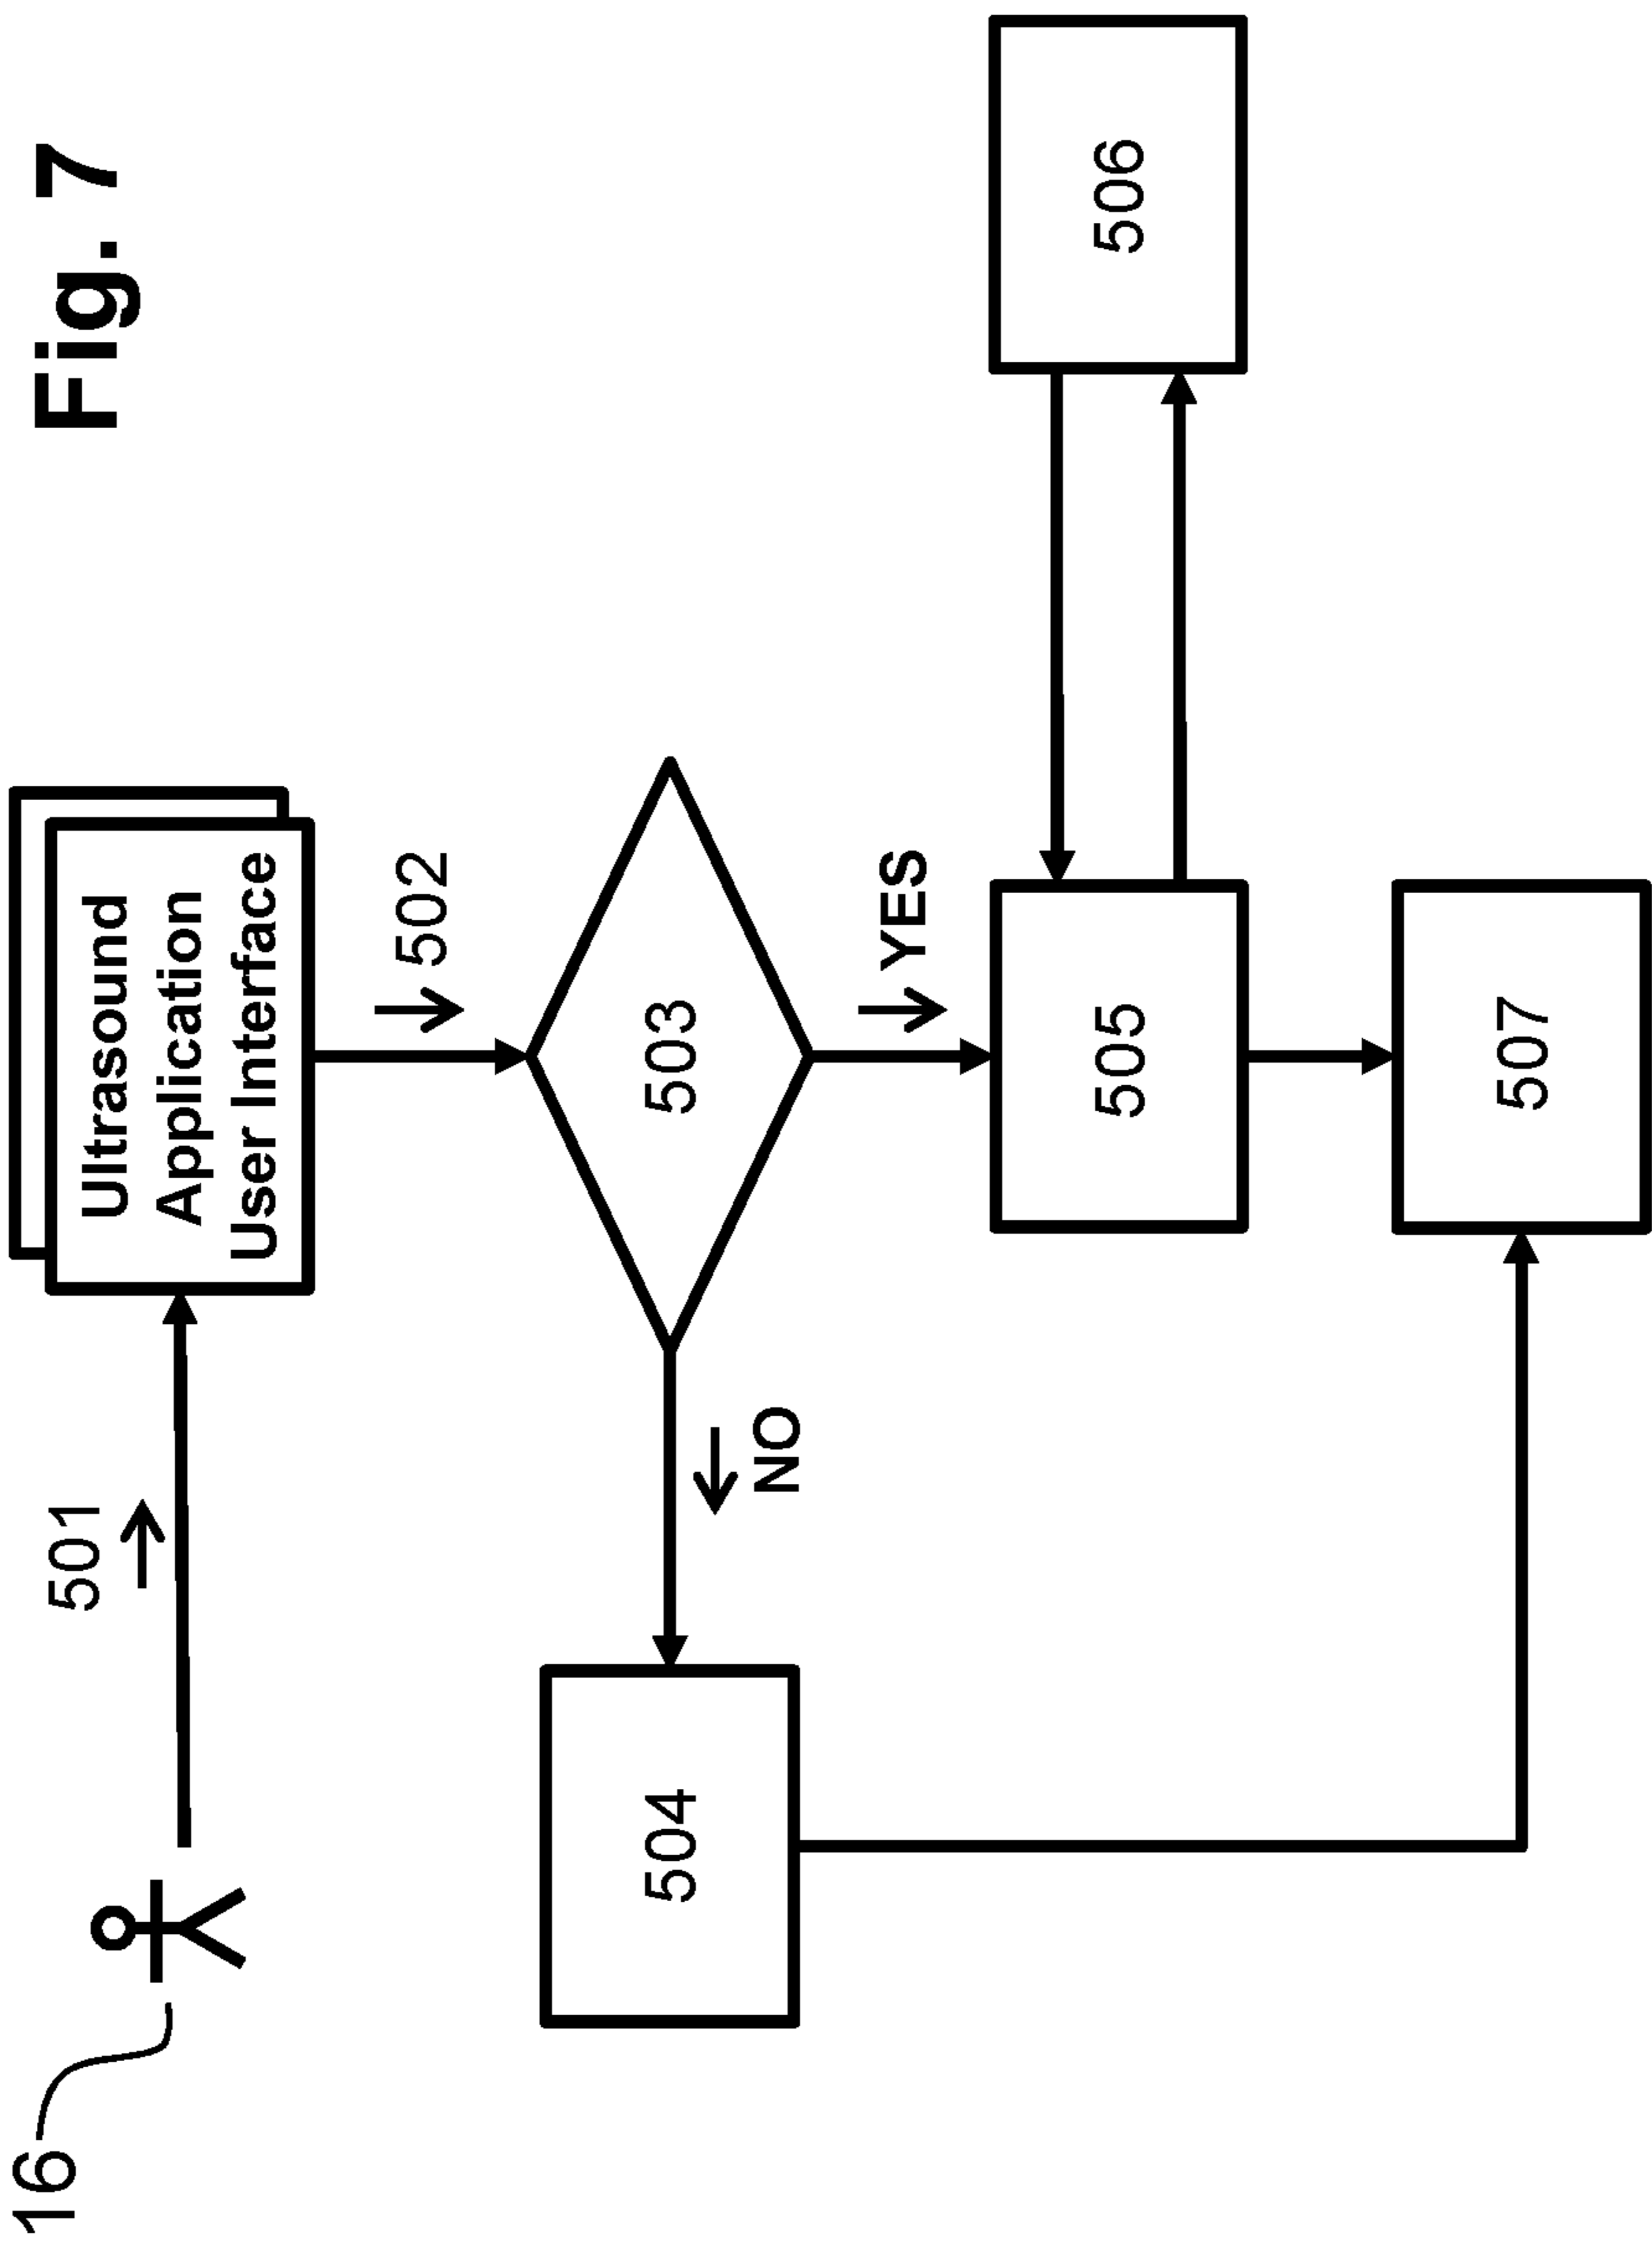 Fig. 7
16
501
Ultrasound
Application
User Interface
502
503
NO
YES
504
505
506
507